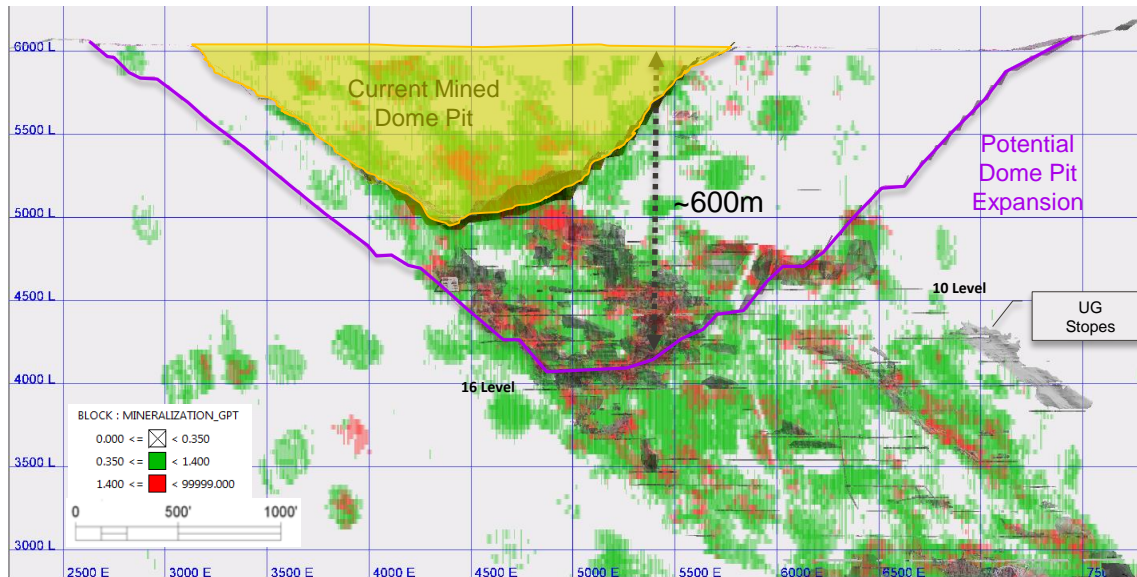 6000 L
Current Mined
Dome Pit
5500 L
Potential
Dome Pit
Expansion
~600m
5000 L
4500 L
10 Level
UG
Stopes
4000 L
16 Level
BLOCK : MINERALIZATION_GPT
0.000 <= < 0.350
0.350 <= < 1.400
1.400 <= < 99999.000
3500 L
0 500' 1000'
3000 L
2500 E 3000 E 3500 E 4000 E 4500 E 5000 E 5500 E 6000 E 6500 E 7000 E